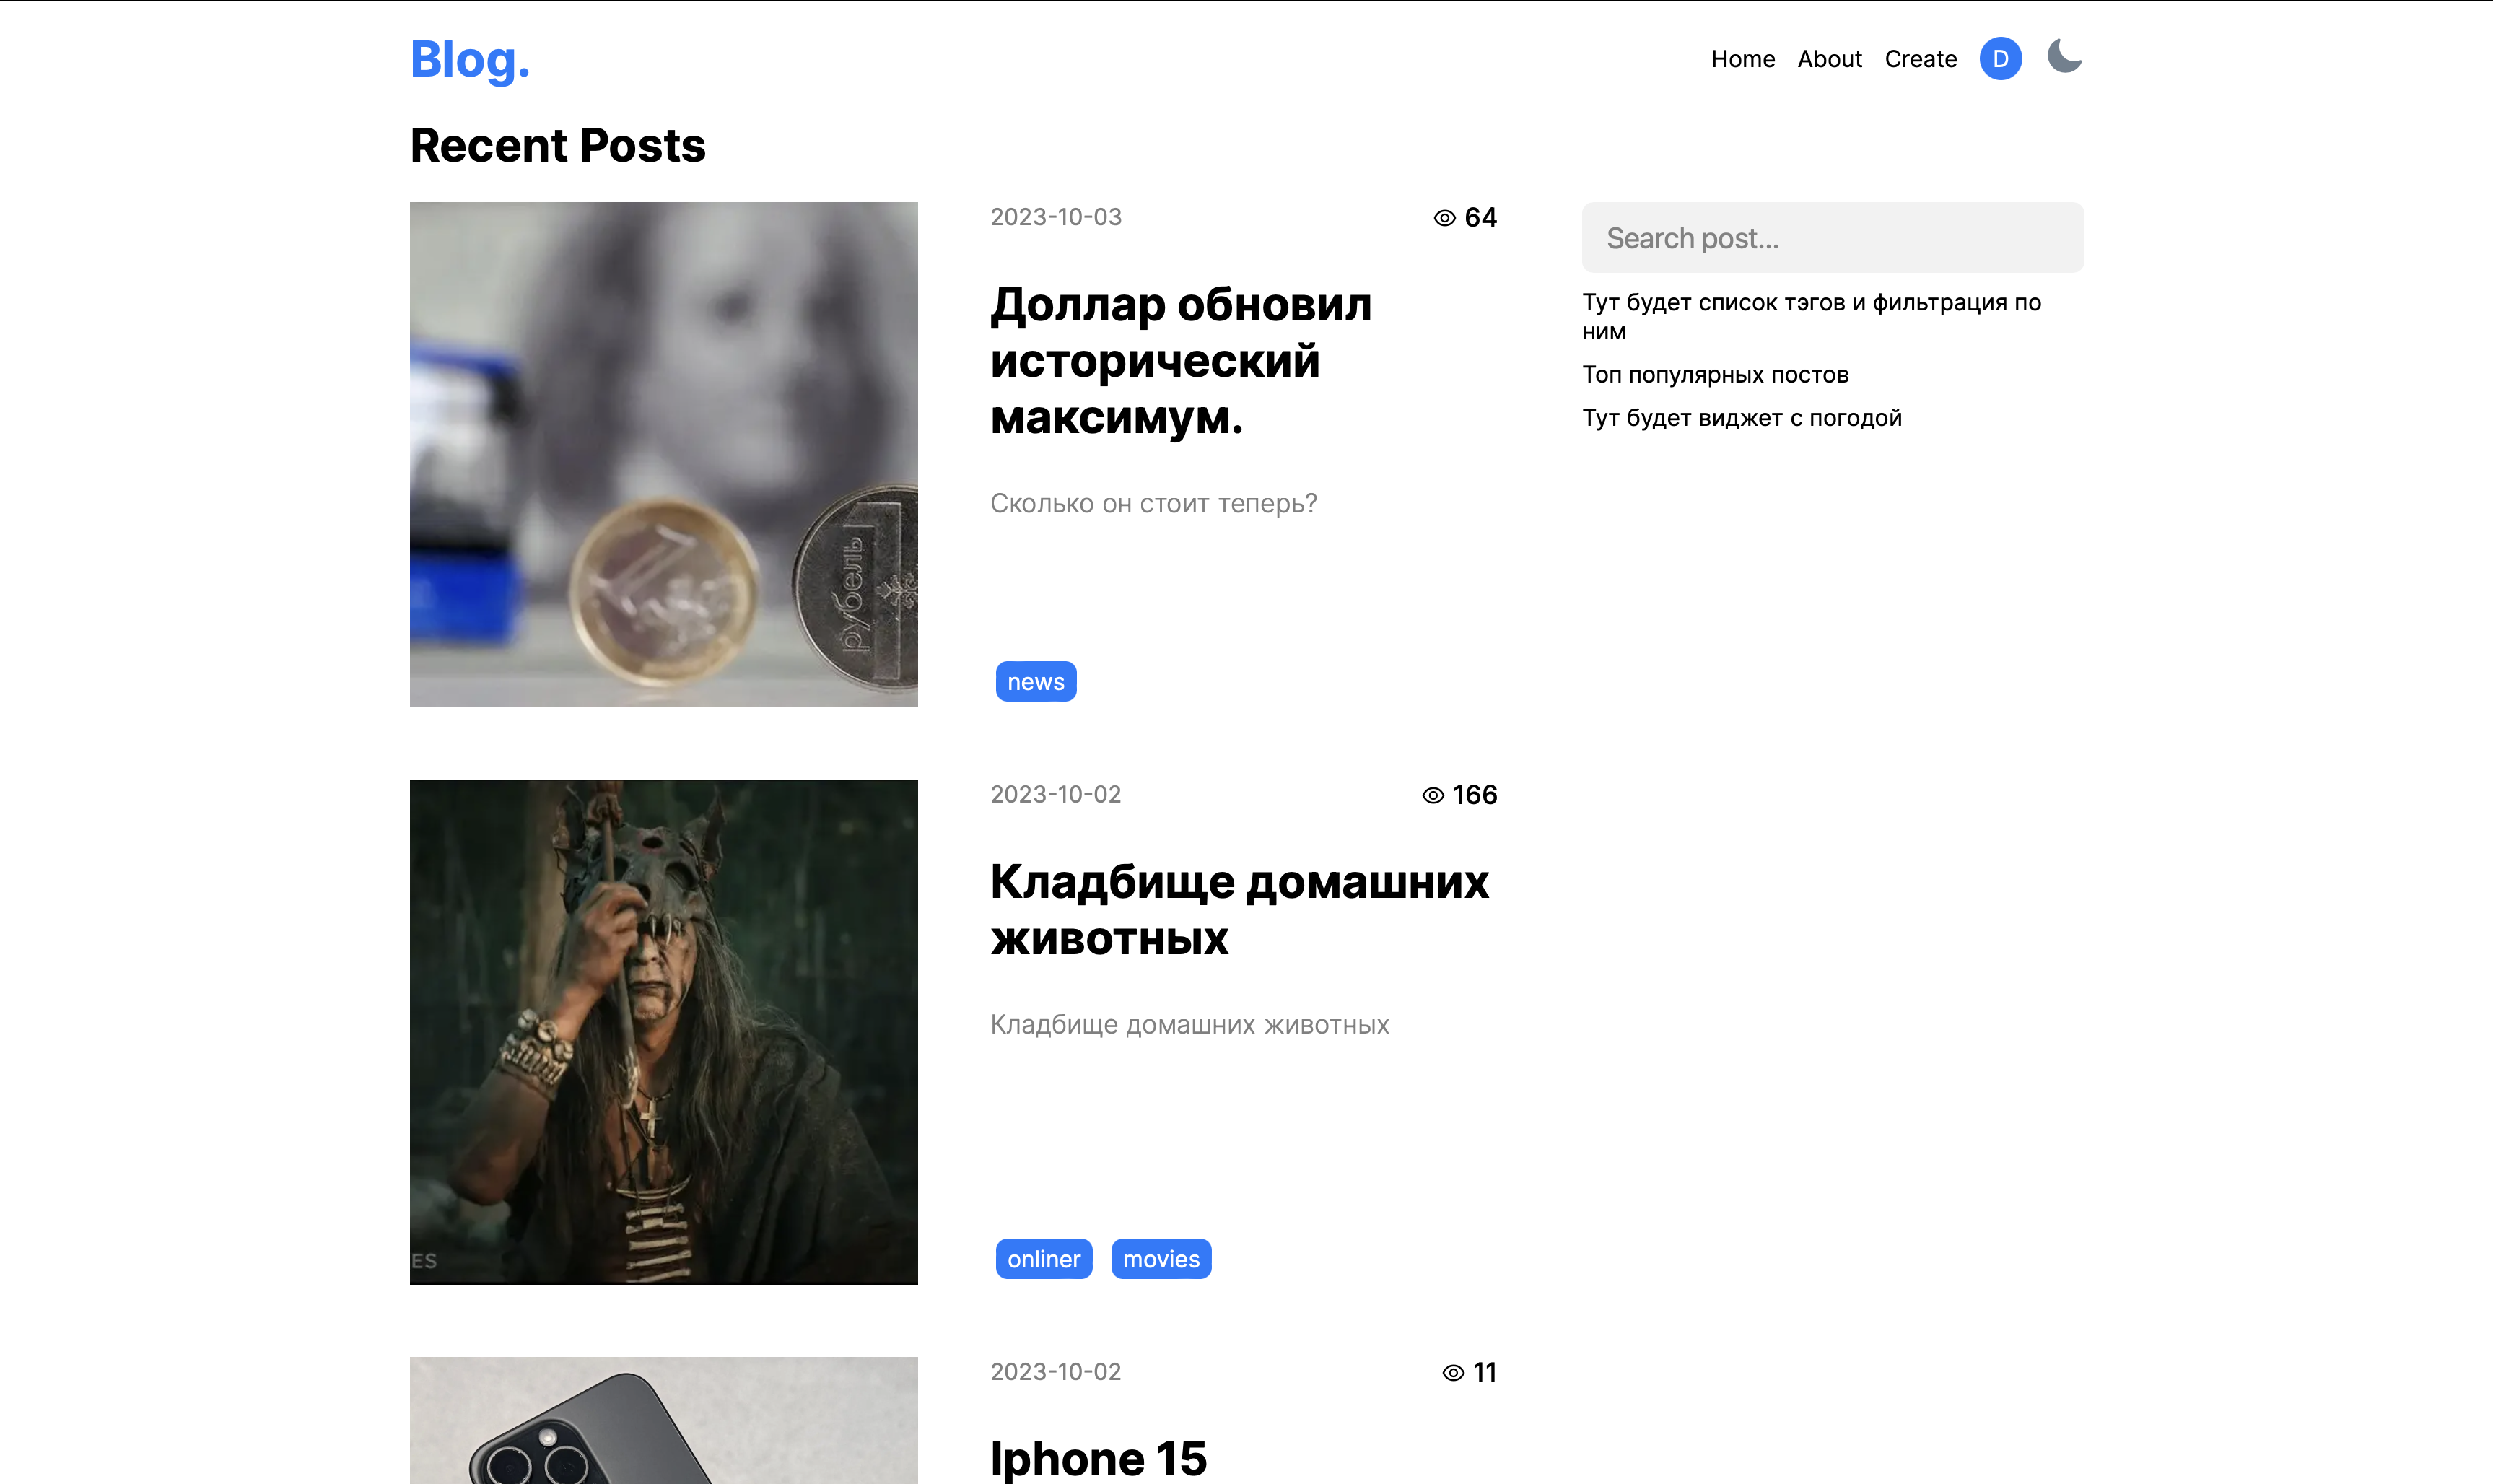 Blog.
Home About Create D
Recent Posts
2023-10-03 64
Доллар обновил
исторический
максимум.
Сколько он стоит теперь?
рубель
news
Search post...
Тут будет список тэгов и фильтрация по
ним
Топ популярных постов
Тут будет виджет с погодой
2023-10-02 166
Кладбище домашних
животных
Кладбище домашних животных
ES
onliner movies
2023-10-02 11
Iphone 15